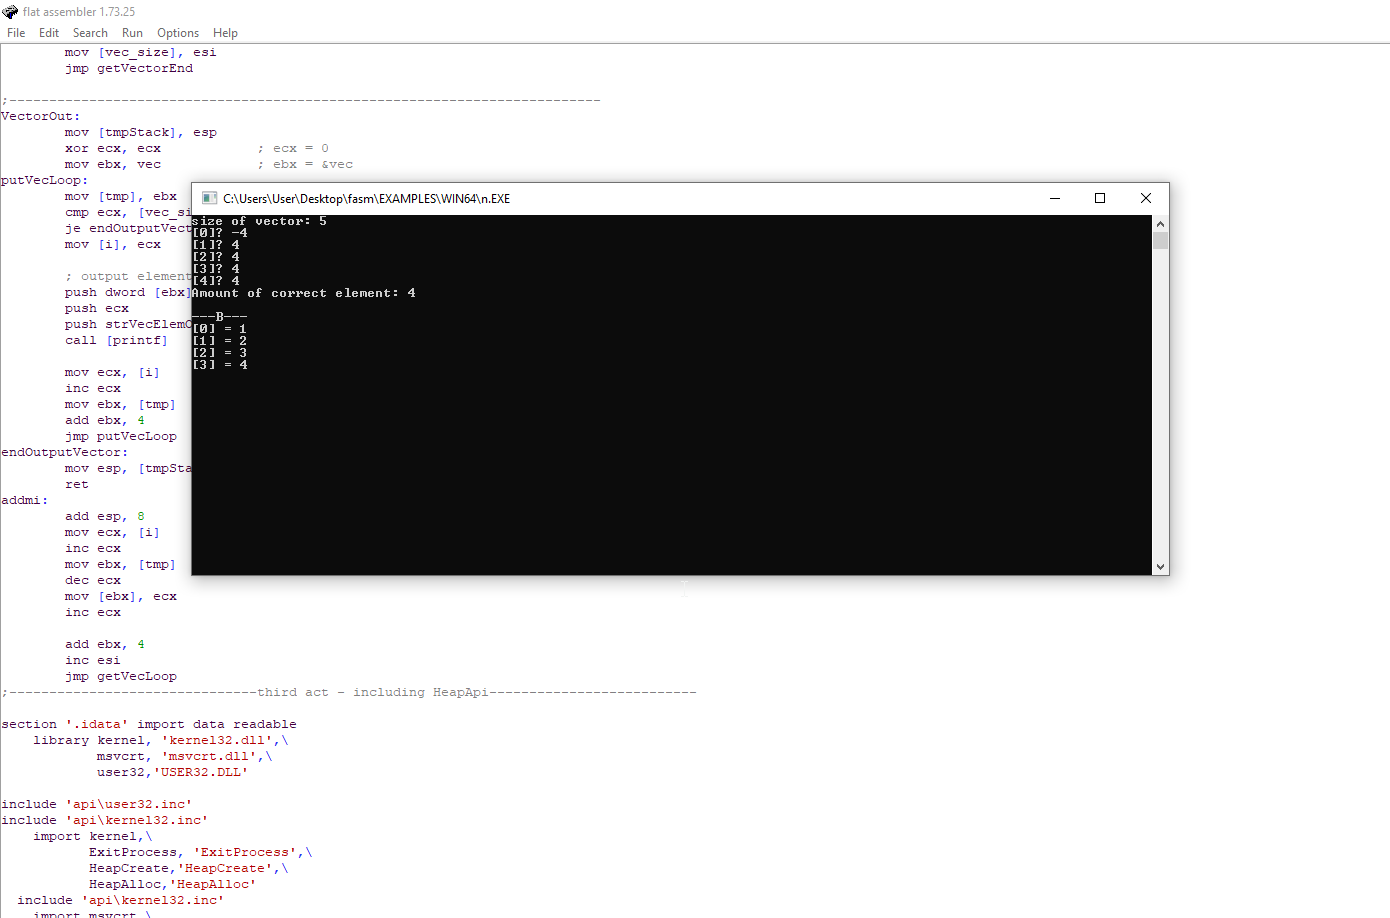 flat assembler 1.73.25
File Edit Search Run Options Help
mov [vec_size], esi
jmp getVectorEnd
;--------------------------------------------------------------------------
VectorOut:
mov [tmpStack], esp
xor ecx, ecx ; ecx = 0
mov ebx, vec ; ebx = &vec
putVecLoop:
mov [tmp], ebx
cmp ecx, [vec_si
je endOutputVect
mov [i], ecx
; output element
push dword [ebx]
push ecx
push strVecElemO
call [printf]
mov ecx, [i]
inc ecx
mov ebx, [tmp]
add ebx, 4
jmp putVecLoop
endOutputVector:
mov esp, [tmpSta
ret
addmi:
add esp, 8
mov ecx, [i]
inc ecx
mov ebx, [tmp]
dec ecx
mov [ebx], ecx
inc ecx
add ebx, 4
inc esi
jmp getVecLoop
;-------------------------------third act - including HeapApi--------------------------
section '.idata' import data readable
library kernel, 'kernel32.dll',\
msvcrt, 'msvcrt.dll',\
user32,'USER32.DLL'
include 'api\user32.inc'
include 'api\kernel32.inc'
import kernel,\
ExitProcess, 'ExitProcess',\
HeapCreate,'HeapCreate',\
HeapAlloc,'HeapAlloc'
include 'api\kernel32.inc'
import msvcrt,\
C:\Users\User\Desktop\fasm\EXAMPLES\WIN64\n.EXE
size of vector: 5
[0]? -4
[1]? 4
[2]? 4
[3]? 4
[4]? 4
Amount of correct element: 4
---B---
[0] = 1
[1] = 2
[2] = 3
[3] = 4